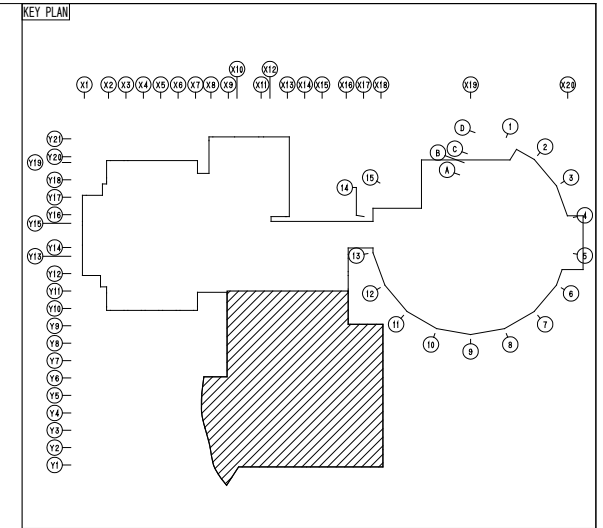 KEY PLAN
X10 X12
X1 X2 X3 X4 X5 X6 X7 X8 X9 X11 X13 X14 X15 X16 X17 X18 X19 X20
D 1
Y21
B C 2
Y20
Y19
A
Y18 15 3
14
Y17
Y16 4
Y15
Y14
Y13 13 5
Y12
Y11 12 6
Y10
Y9 11 7
Y8 10 9 8
Y7
Y6
Y5
Y4
Y3
Y2
Y1